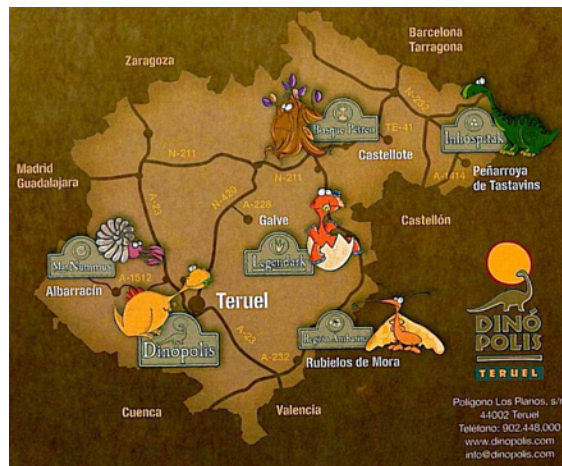 Barcelona
Tarragona
Zaragoza
N-232
Bosque Pétreo
TE-41
Inhóspitak
Castellote
N-211
N-211
Peñarroya
de Tastavins
A-1414
Madrid
Guadalajara
A-23
N-420
A-228
Galve
Castellón
Legendark
Mar Nummus
A-1512
Albarracín
Teruel
Dinópolis
A-23
A-232
Región Ambarina
Rubielos de Mora
Cuenca
Valencia
DINÓ
POLIS
TERUEL
Polígono Los Planos, s/n
44002 Teruel
Teléfono: 902.448.000
www.dinopolis.com
info@dinopolis.com